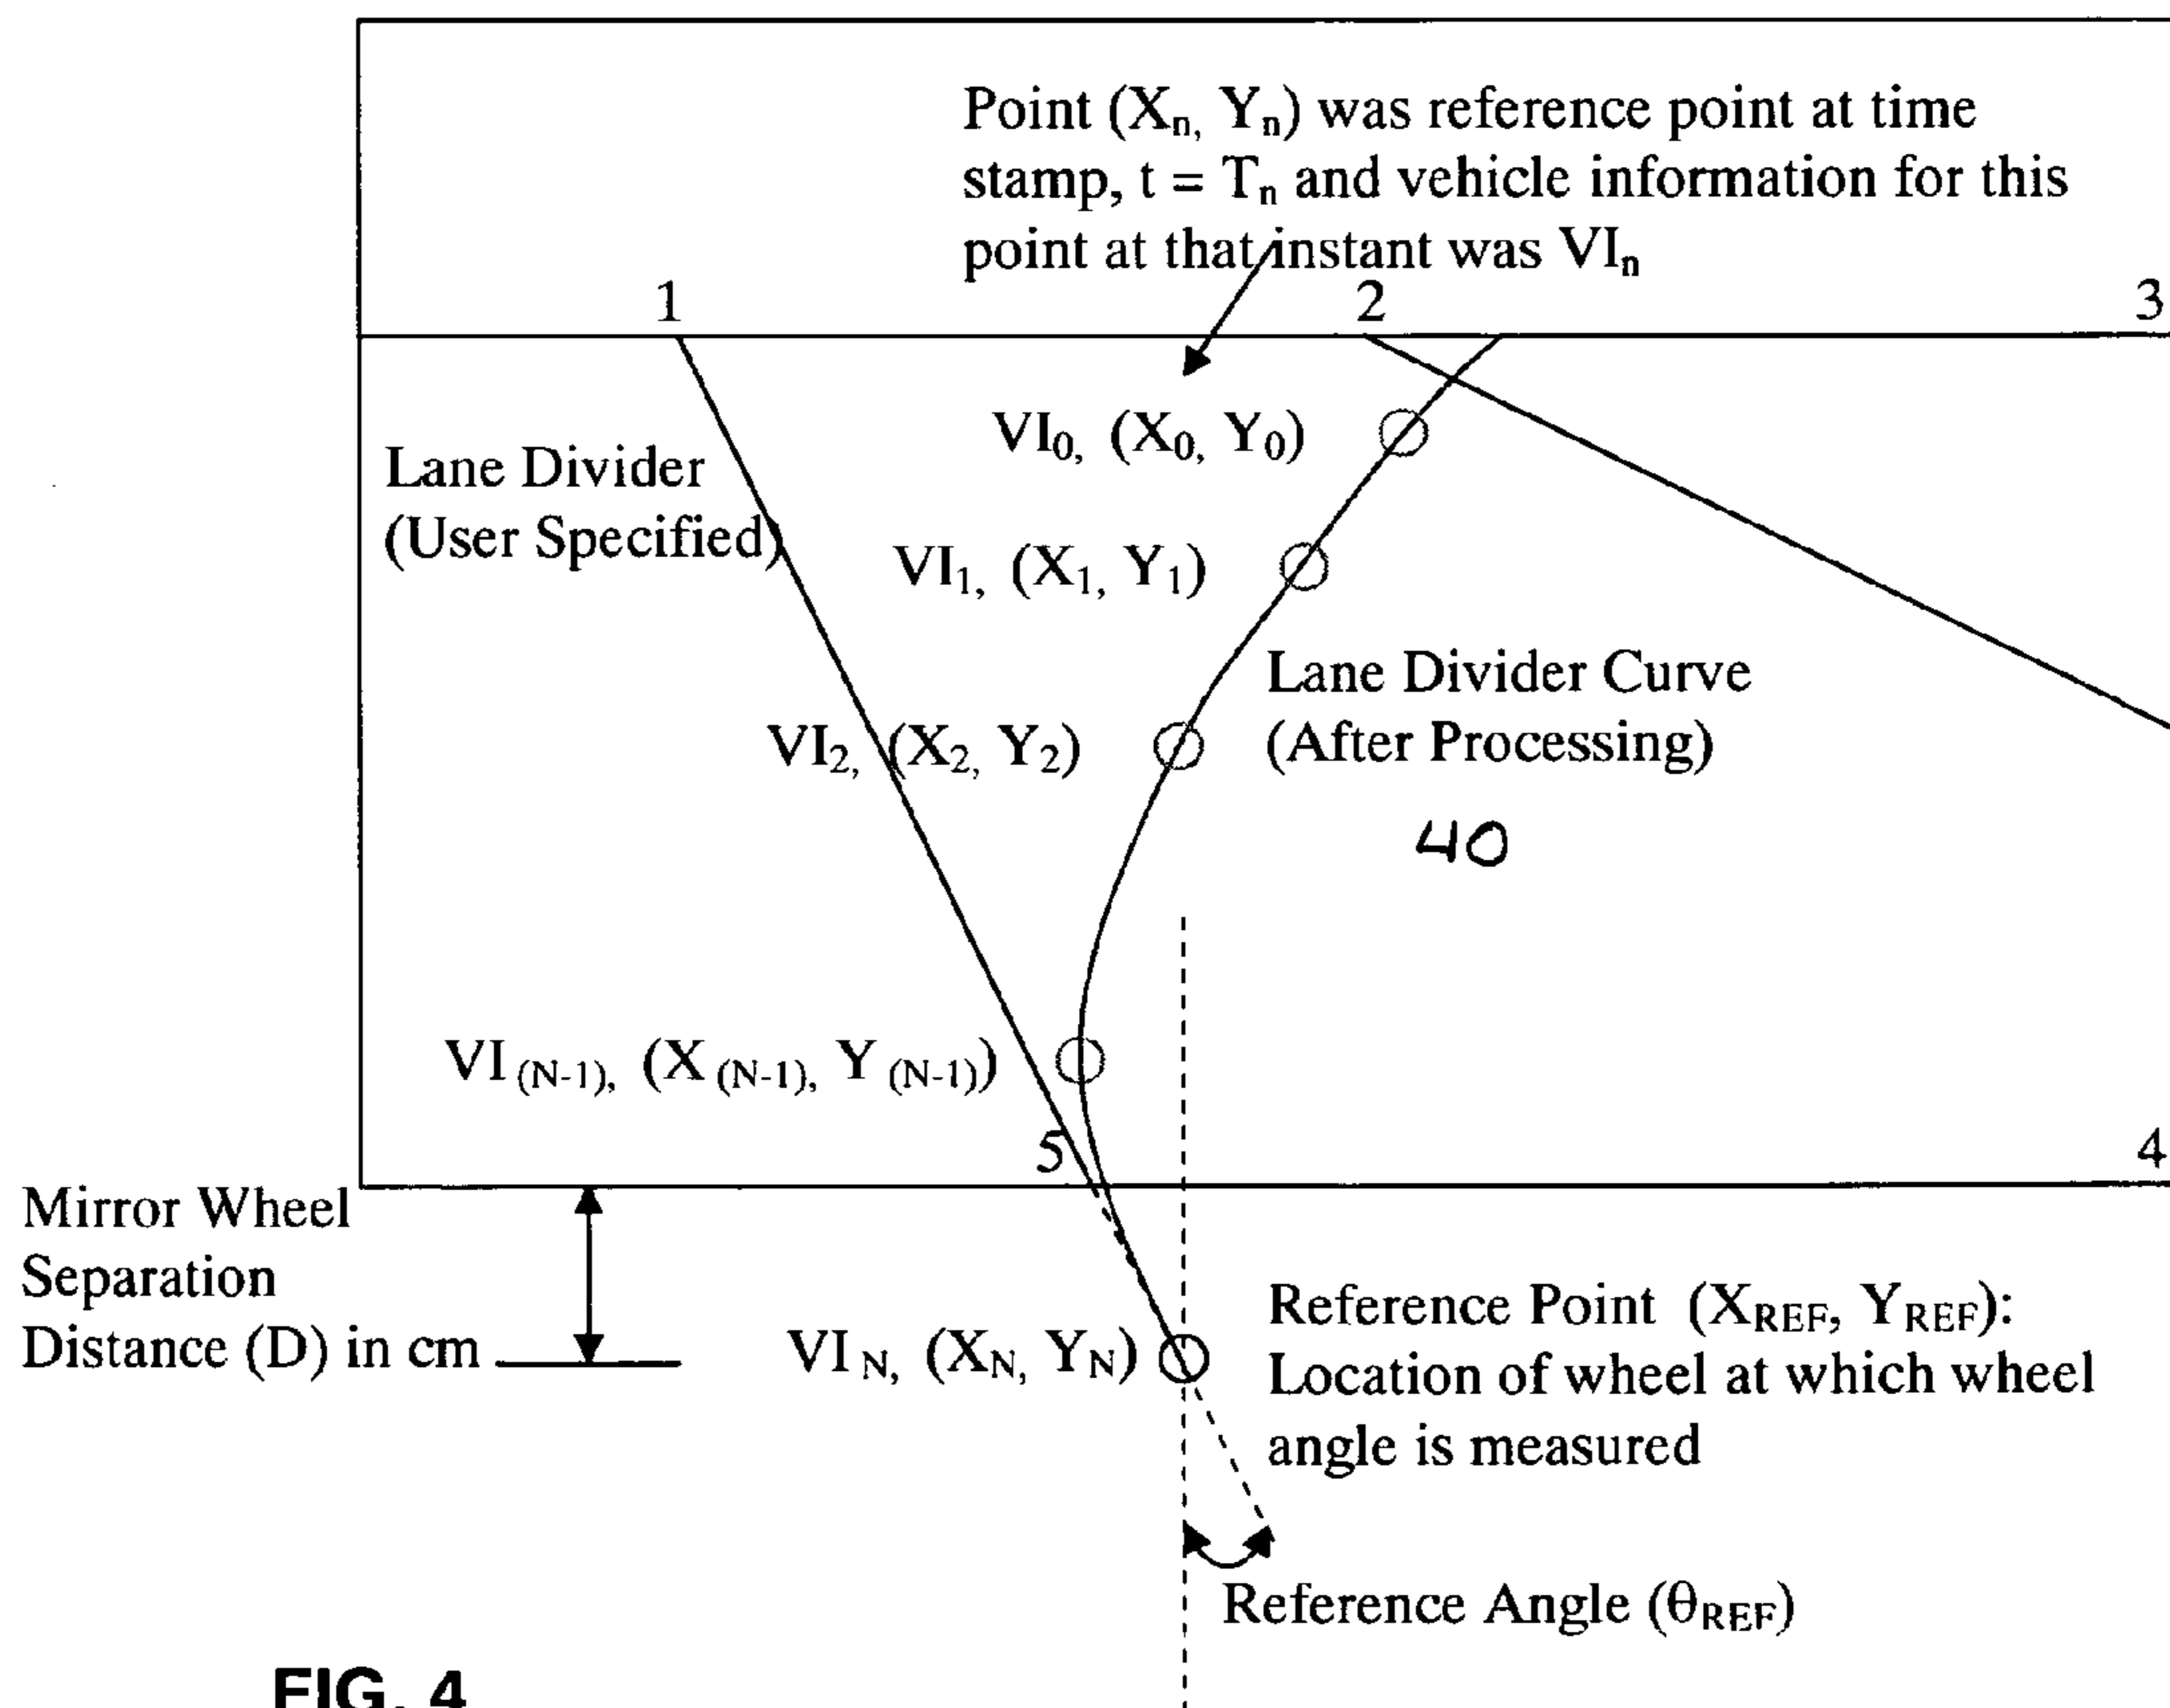 Point (Xn, Yn) was reference point at time
stamp, t = Tn and vehicle information for this
point at that instant was VIn
1
2
3
VI0, (X0, Y0)
Lane Divider
(User Specified)
VI1, (X1, Y1)
Lane Divider Curve
(After Processing)
VI2, (X2, Y2)
40
VI (N-1), (X (N-1), Y (N-1))
5
4
Mirror Wheel
Separation
Distance (D) in cm
VI N, (XN, YN)
Reference Point (XREF, YREF):
Location of wheel at which wheel
angle is measured
Reference Angle (θREF)
FIG. 4